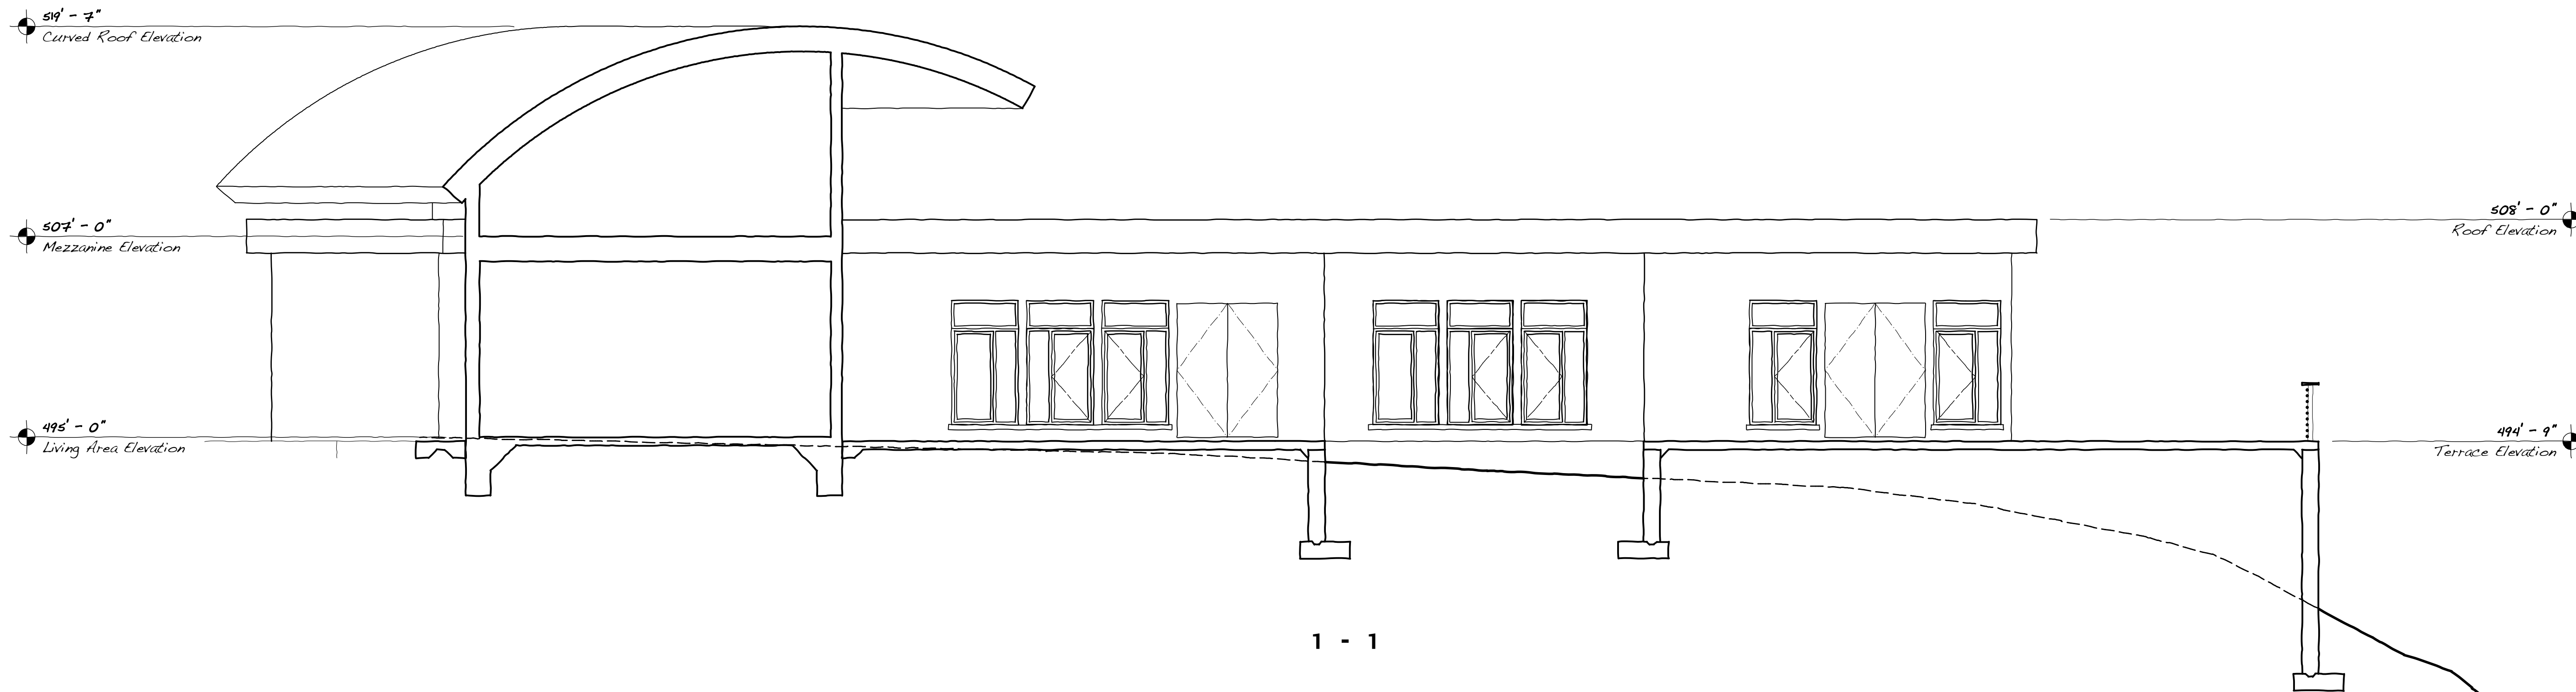 519' - 7"
Curved Roof Elevation
507' - 0"
Mezzanine Elevation
508' - 0"
Roof Elevation
495' - 0"
Living Area Elevation
494' - 9"
Terrace Elevation
1 - 1